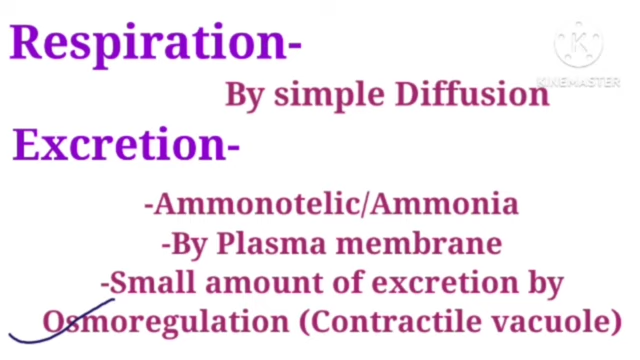 Respiration-
KINEMASTER
By simple Diffusion
Excretion-
-Ammonotelic/Ammonia
-By Plasma membrane
-Small amount of excretion by
Osmoregulation (Contractile vacuole)